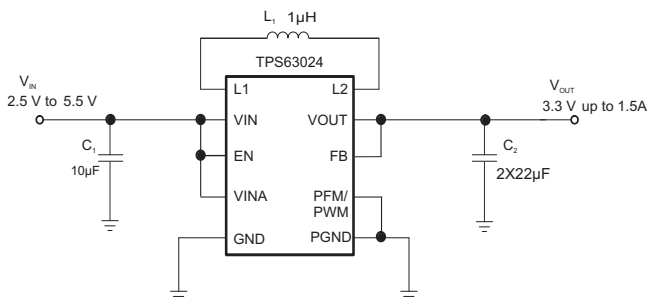 L1 1µH
TPS63024
VIN
2.5 V to 5.5 V
L1
L2
VOUT
3.3 V up to 1.5A
VIN
VOUT
C1
10µF
EN
FB
C2
2X22µF
VINA
PFM/
PWM
GND
PGND